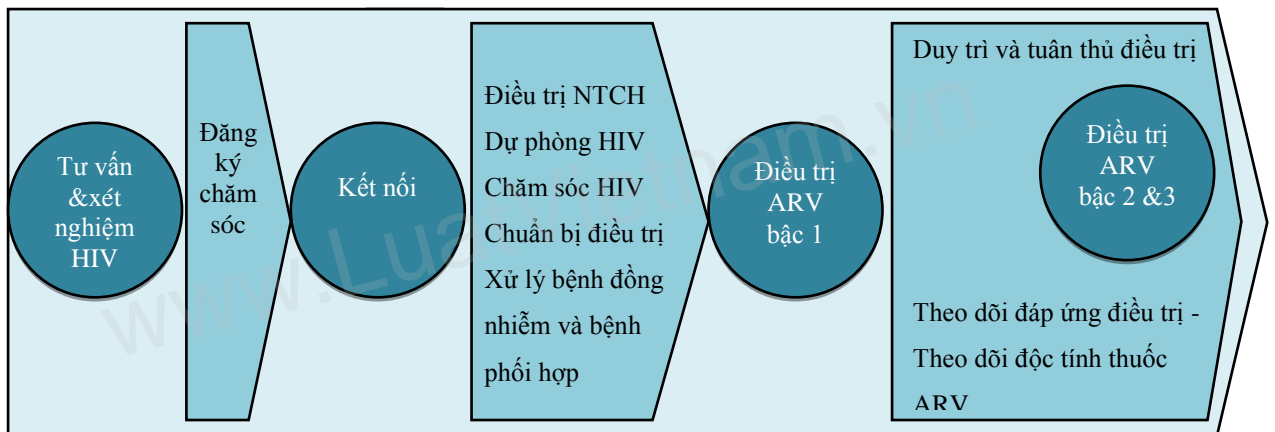 Tư vấn
&xét
nghiệm
HIV
Đăng
ký
chăm
sóc
Kết nối
Điều trị NTCH
Dự phòng HIV
Chăm sóc HIV
Chuẩn bị điều trị
Xử lý bệnh đồng
nhiễm và bệnh
phối hợp
Điều trị
ARV
bậc 1
Duy trì và tuân thủ điều trị
Điều trị
ARV
bậc 2 &3
Theo dõi đáp ứng điều trị -
Theo dõi độc tính thuốc
ARV
www.LuatVietnam.vn